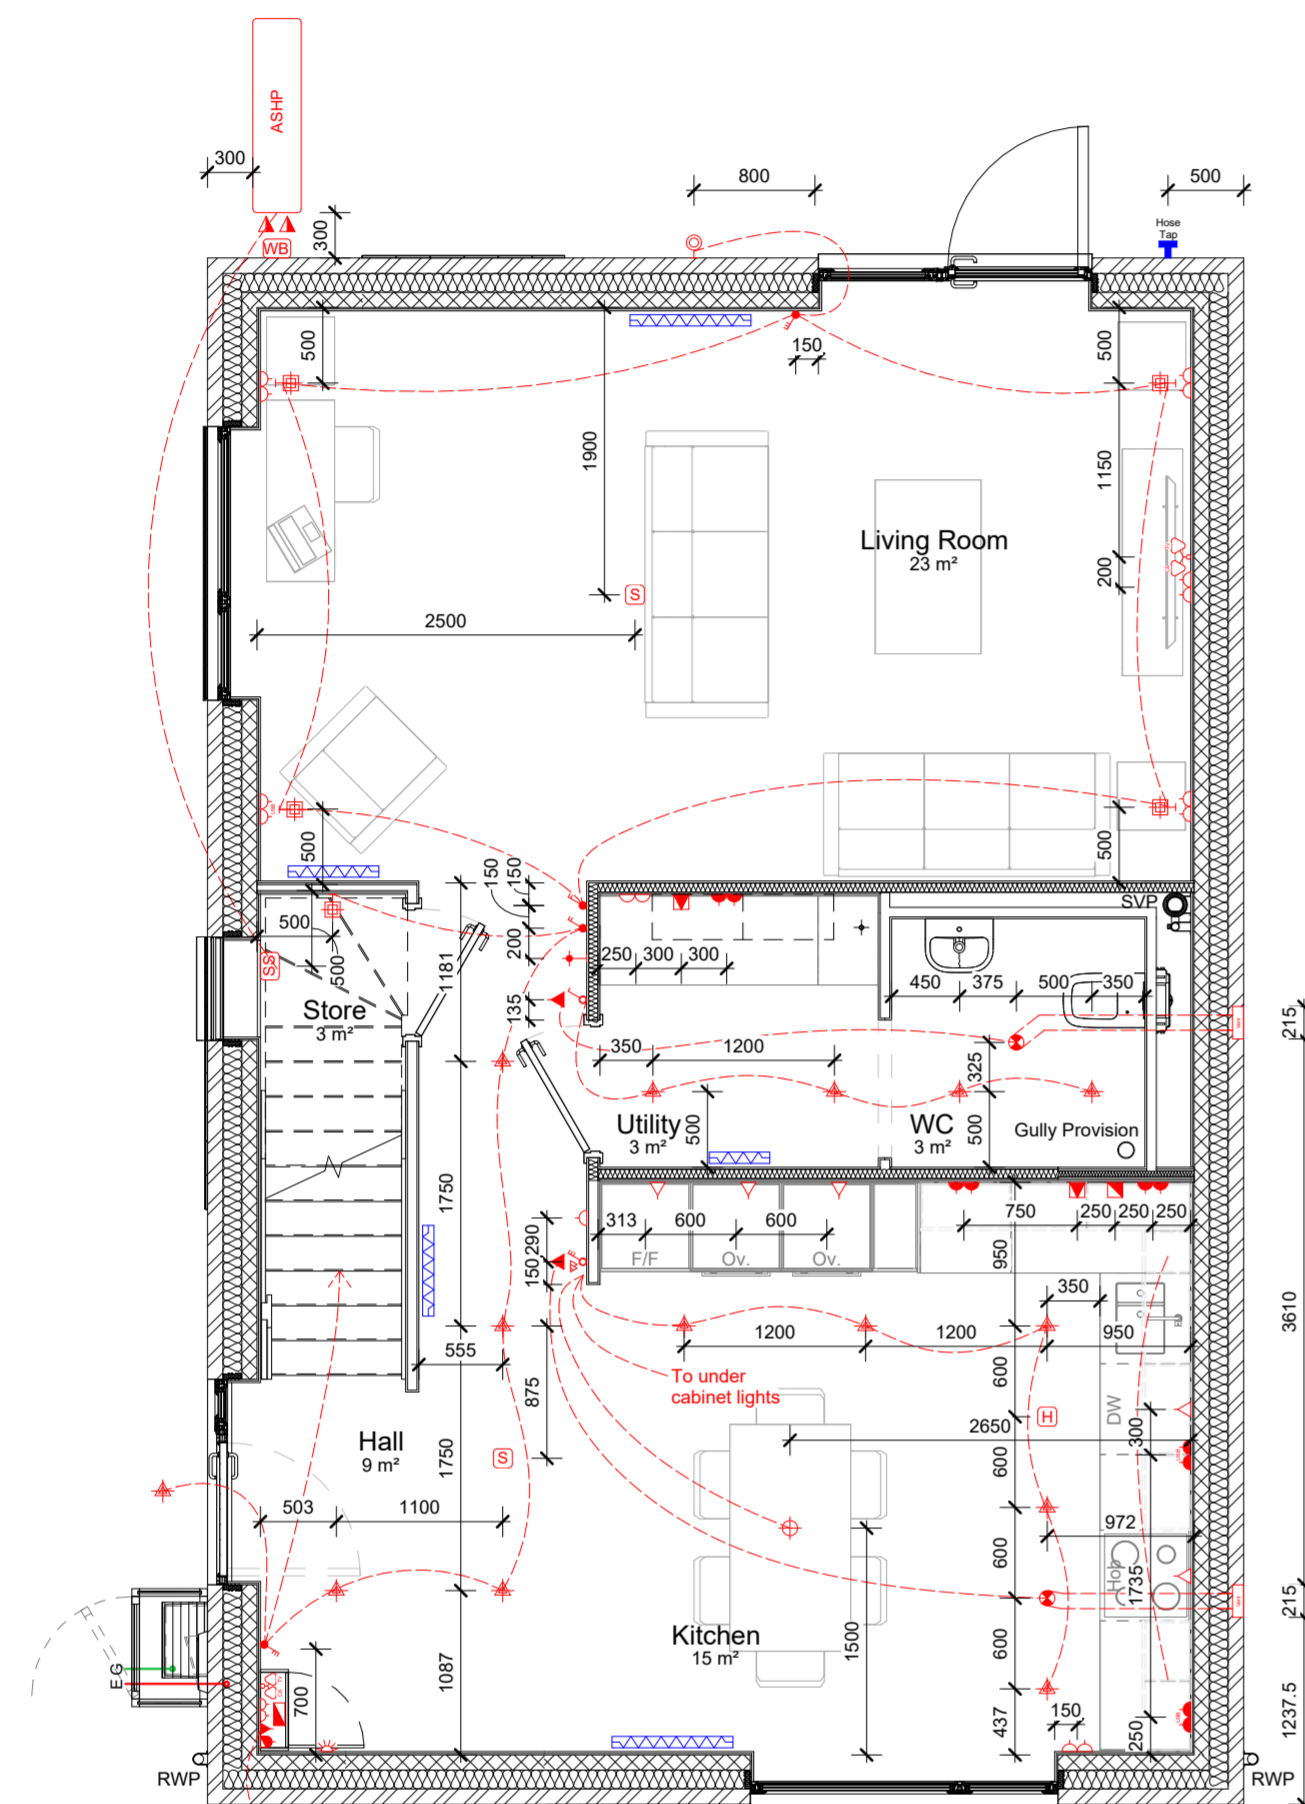 ASHP
300
800
500
Hose
Tap
WB
300
500
150
500
1900
1150
Living Room
23 m²
200
S
2500
500
150
150
500
SVP
500
200
250
300
300
SS
500
1181
450
375
500
350
Store
3 m²
135
215
350
1200
325
Utility
3 m²
500
WC
3 m²
500
Gully Provision
1750
290
150
313
600
600
750
250
250
250
F/F
Ov.
Ov.
950
350
3610
1200
1200
950
555
To under
cabinet lights
600
875
DW
H
300
2650
Hall
9 m²
1750
S
600
503
1100
972
600
Hob
1735
215
Kitchen
15 m²
1500
E
G
1087
700
600
437
150
250
1237.5
RWP
RWP